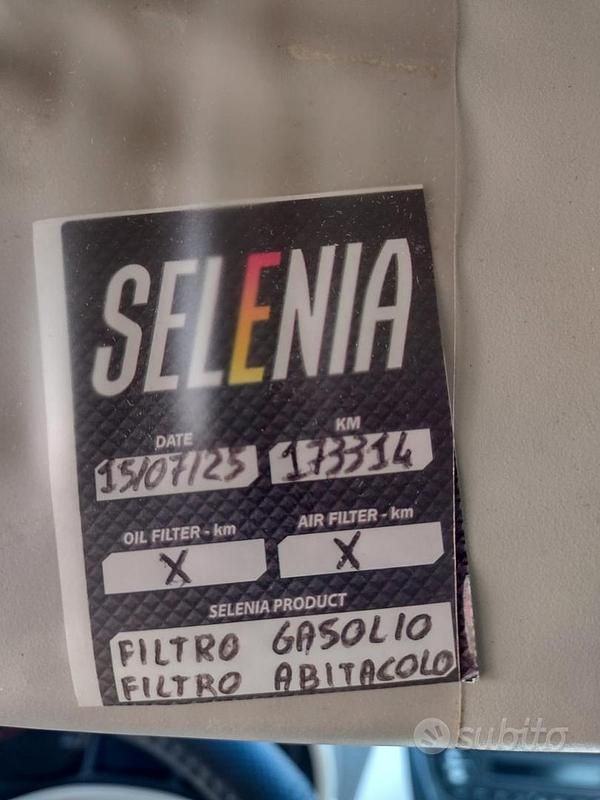 SELENIA
DATE KM
15/07/25 173314
OIL FILTER - km AIR FILTER - km
X X
SELENIA PRODUCT
FILTRO GASOLIO
FILTRO ABITACOLO
subito